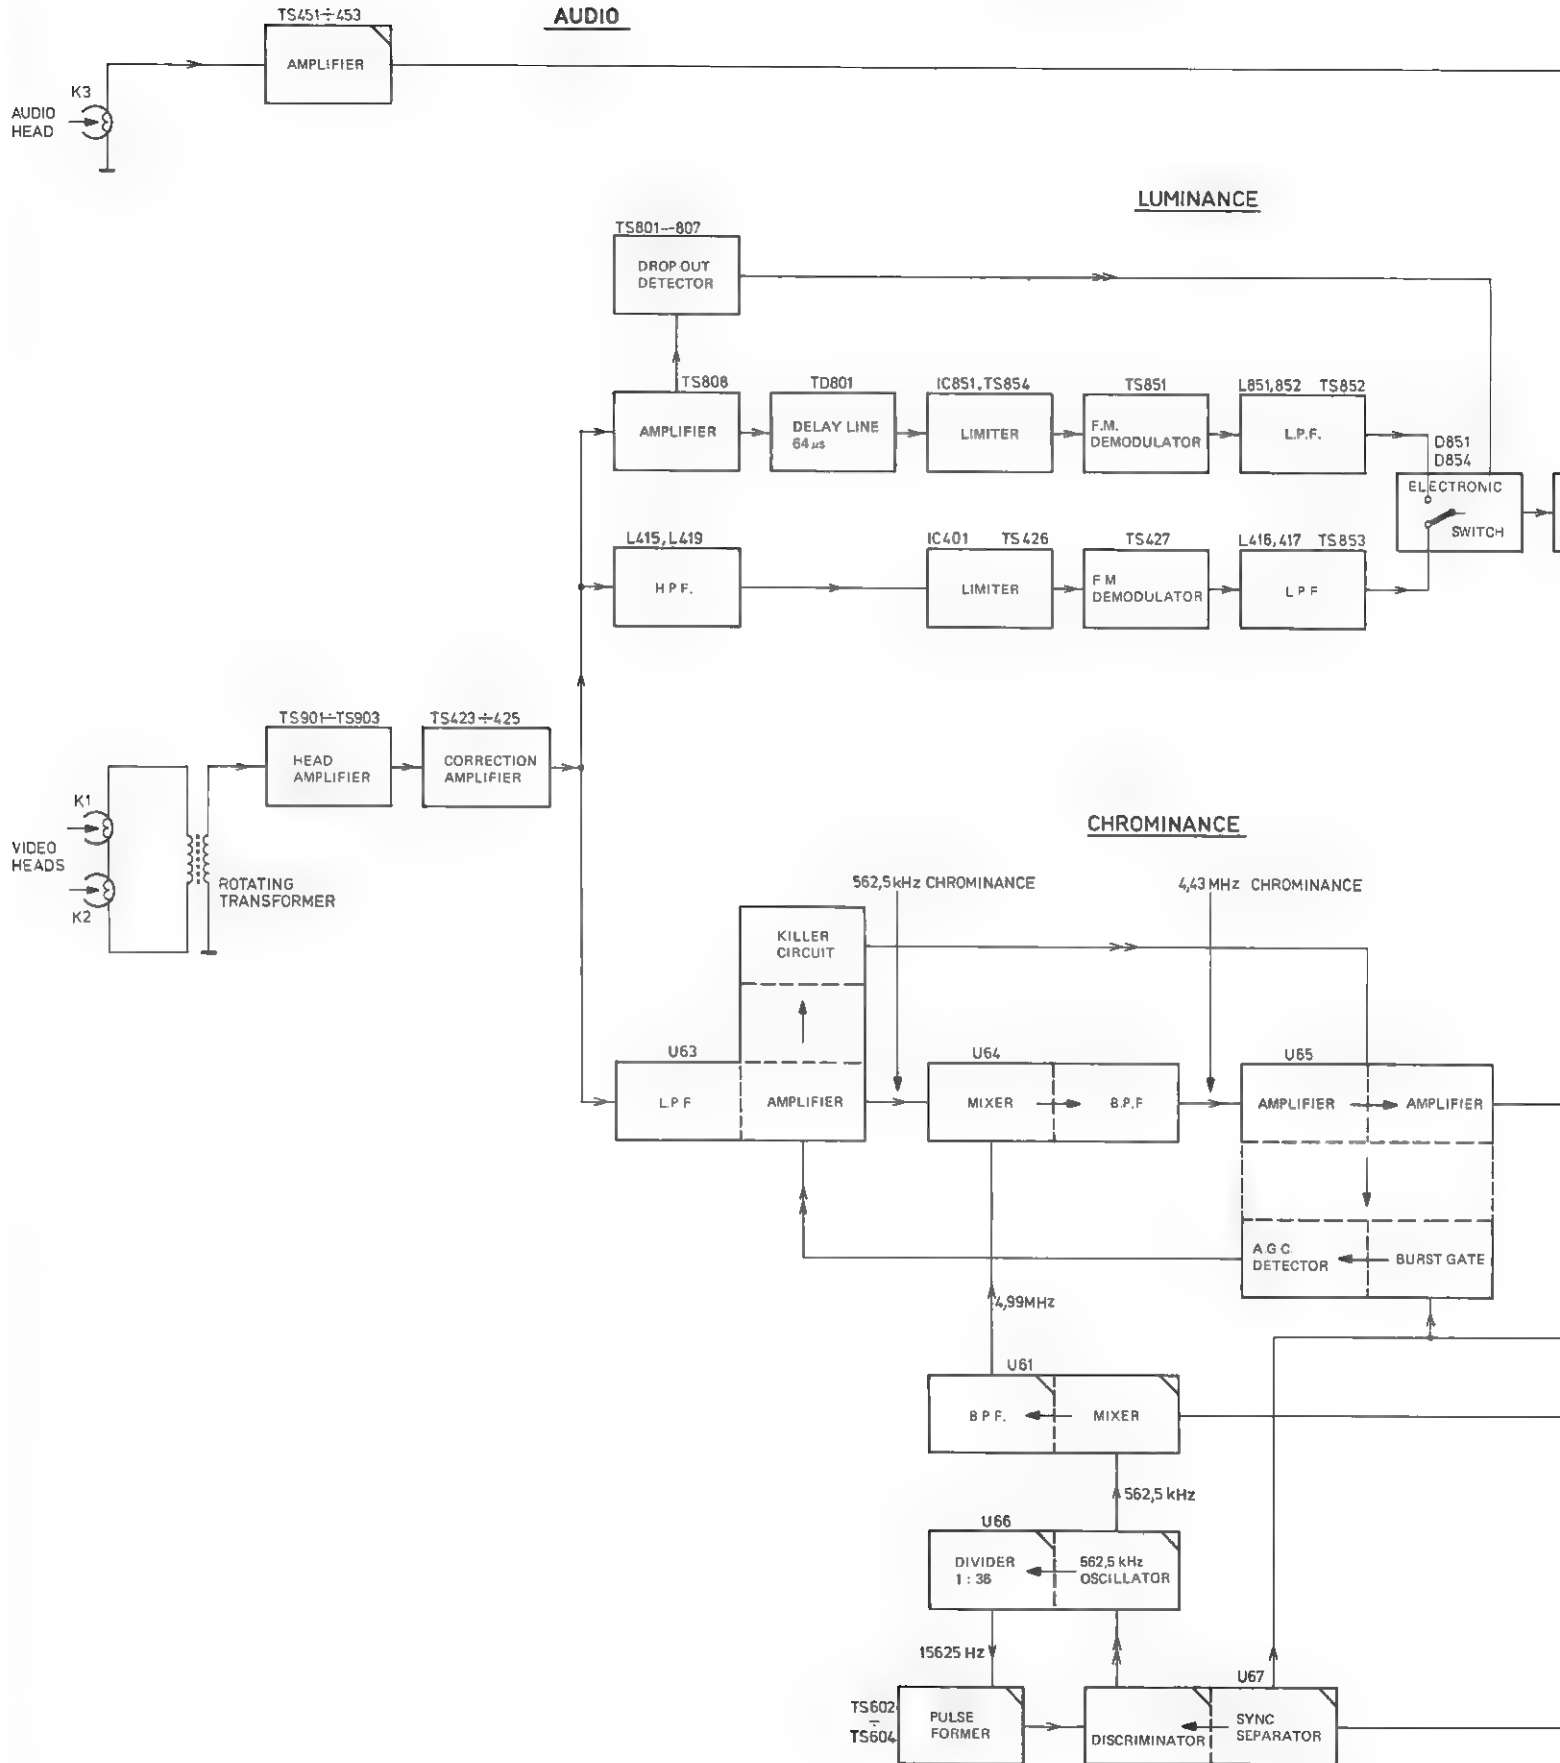 TS451÷453
AUDIO
AMPLIFIER
K3
AUDIO
HEAD
LUMINANCE
TS801—807
DROP OUT
DETECTOR
TS808
TD801
IC851, TS854
TS851
L851,852 TS852
AMPLIFIER
DELAY LINE
64 µs
LIMITER
F.M.
DEMODULATOR
L.P.F.
D851
D854
ELECTRONIC
SWITCH
L415, L419
IC401 TS426
TS427
L416,417 TS853
H.P.F.
LIMITER
F M
DEMODULATOR
L P F
TS901—TS903
TS423÷425
HEAD
AMPLIFIER
CORRECTION
AMPLIFIER
K1
VIDEO
HEADS
K2
ROTATING
TRANSFORMER
CHROMINANCE
562,5kHz CHROMINANCE
4,43 MHz CHROMINANCE
KILLER
CIRCUIT
U63
U64
U65
L.P.F
AMPLIFIER
MIXER
B.P.F
AMPLIFIER
AMPLIFIER
A.G.C.
DETECTOR
BURST GATE
4,99MHz
U61
B.P.F.
MIXER
562,5 kHz
U66
DIVIDER
1 : 36
562,5 kHz
OSCILLATOR
15625 Hz
U67
TS602
÷
TS604
PULSE
FORMER
DISCRIMINATOR
SYNC
SEPARATOR